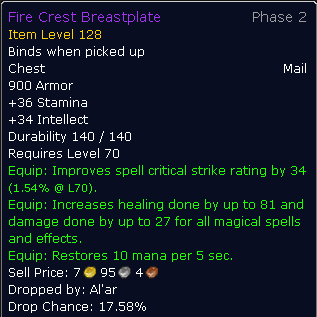 Fire Crest Breastplate Phase 2
Item Level 128
Binds when picked up
Chest Mail
900 Armor
+36 Stamina
+34 Intellect
Durability 140 / 140
Requires Level 70
Equip: Improves spell critical strike rating by 34
(1.54% @ L70).
Equip: Increases healing done by up to 81 and
damage done by up to 27 for all magical spells
and effects.
Equip: Restores 10 mana per 5 sec.
Sell Price: 7 95 4
Dropped by: Al'ar
Drop Chance: 17.58%